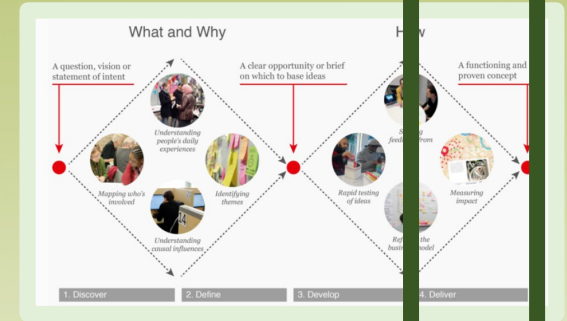 What and Why
A question, vision or
statement of intent
A clear opportunity or brief
on which to base ideas
A functioning and
proven concept
Understanding
people's daily
experiences
Mapping who's
involved
Identifying
themes
Understanding
causal influences
Rapid testing
of ideas
Measuring
impact
from
the
1. Discover
2. Define
3. Develop
4. Deliver